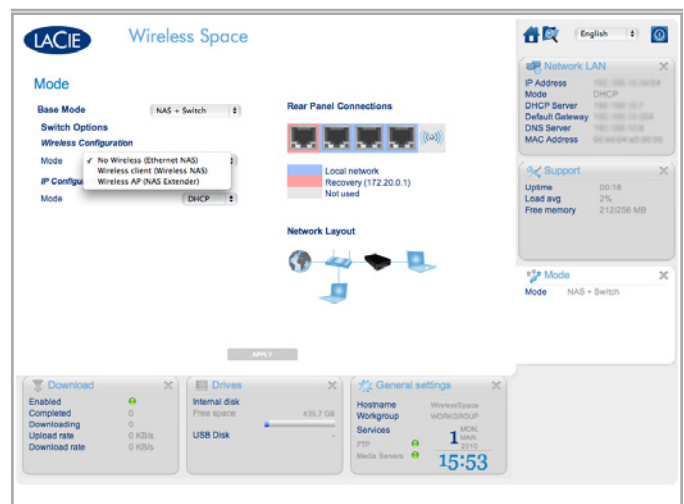 LACIE
Wireless Space
English
Mode
Base Mode NAS + Switch
Switch Options
Wireless Configuration
Mode
✓ No Wireless (Ethernet NAS)
Wireless client (Wireless NAS)
Wireless AP (NAS Extender)
IP Configu
Mode DHCP
Rear Panel Connections
Local network
Recovery (172.20.0.1)
Not used
Network Layout
APPLY
Network LAN
IP Address
Mode DHCP
DHCP Server
Default Gateway
DNS Server
MAC Address
Support
Uptime 00:18
Load avg 2%
Free memory 212/256 MB
Mode
Mode NAS + Switch
Download
Enabled
Completed 0
Downloading 0
Upload rate 0 KB/s
Download rate 0 KB/s
Drives
Internal disk
Free space 435.7 GB
USB Disk -
General settings
Hostname WirelessSpace
Workgroup WORKGROUP
Services
FTP
Media Servers
1 MON.
MAR.
2010
15:53